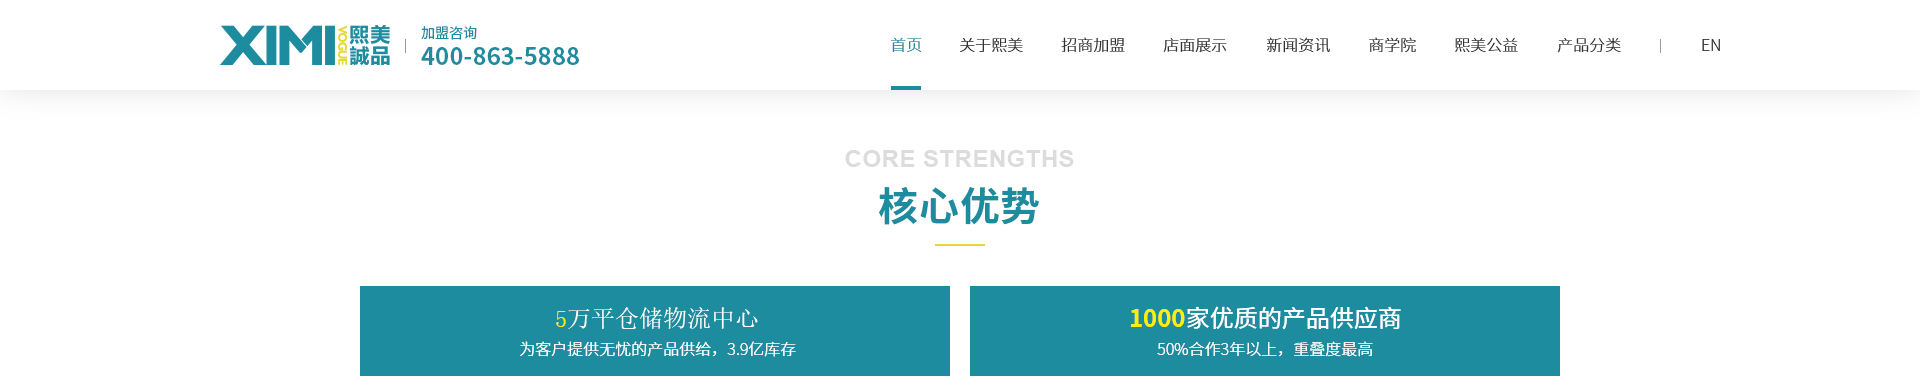 XIMI VOGUE 熙美誠品
加盟咨询
400-863-5888
首页 关于熙美 招商加盟 店面展示 新闻资讯 商学院 熙美公益 产品分类 | EN
CORE STRENGTHS
核心优势
5万平仓储物流中心
为客户提供无忧的产品供给，3.9亿库存
1000家优质的产品供应商
50%合作3年以上，重叠度最高